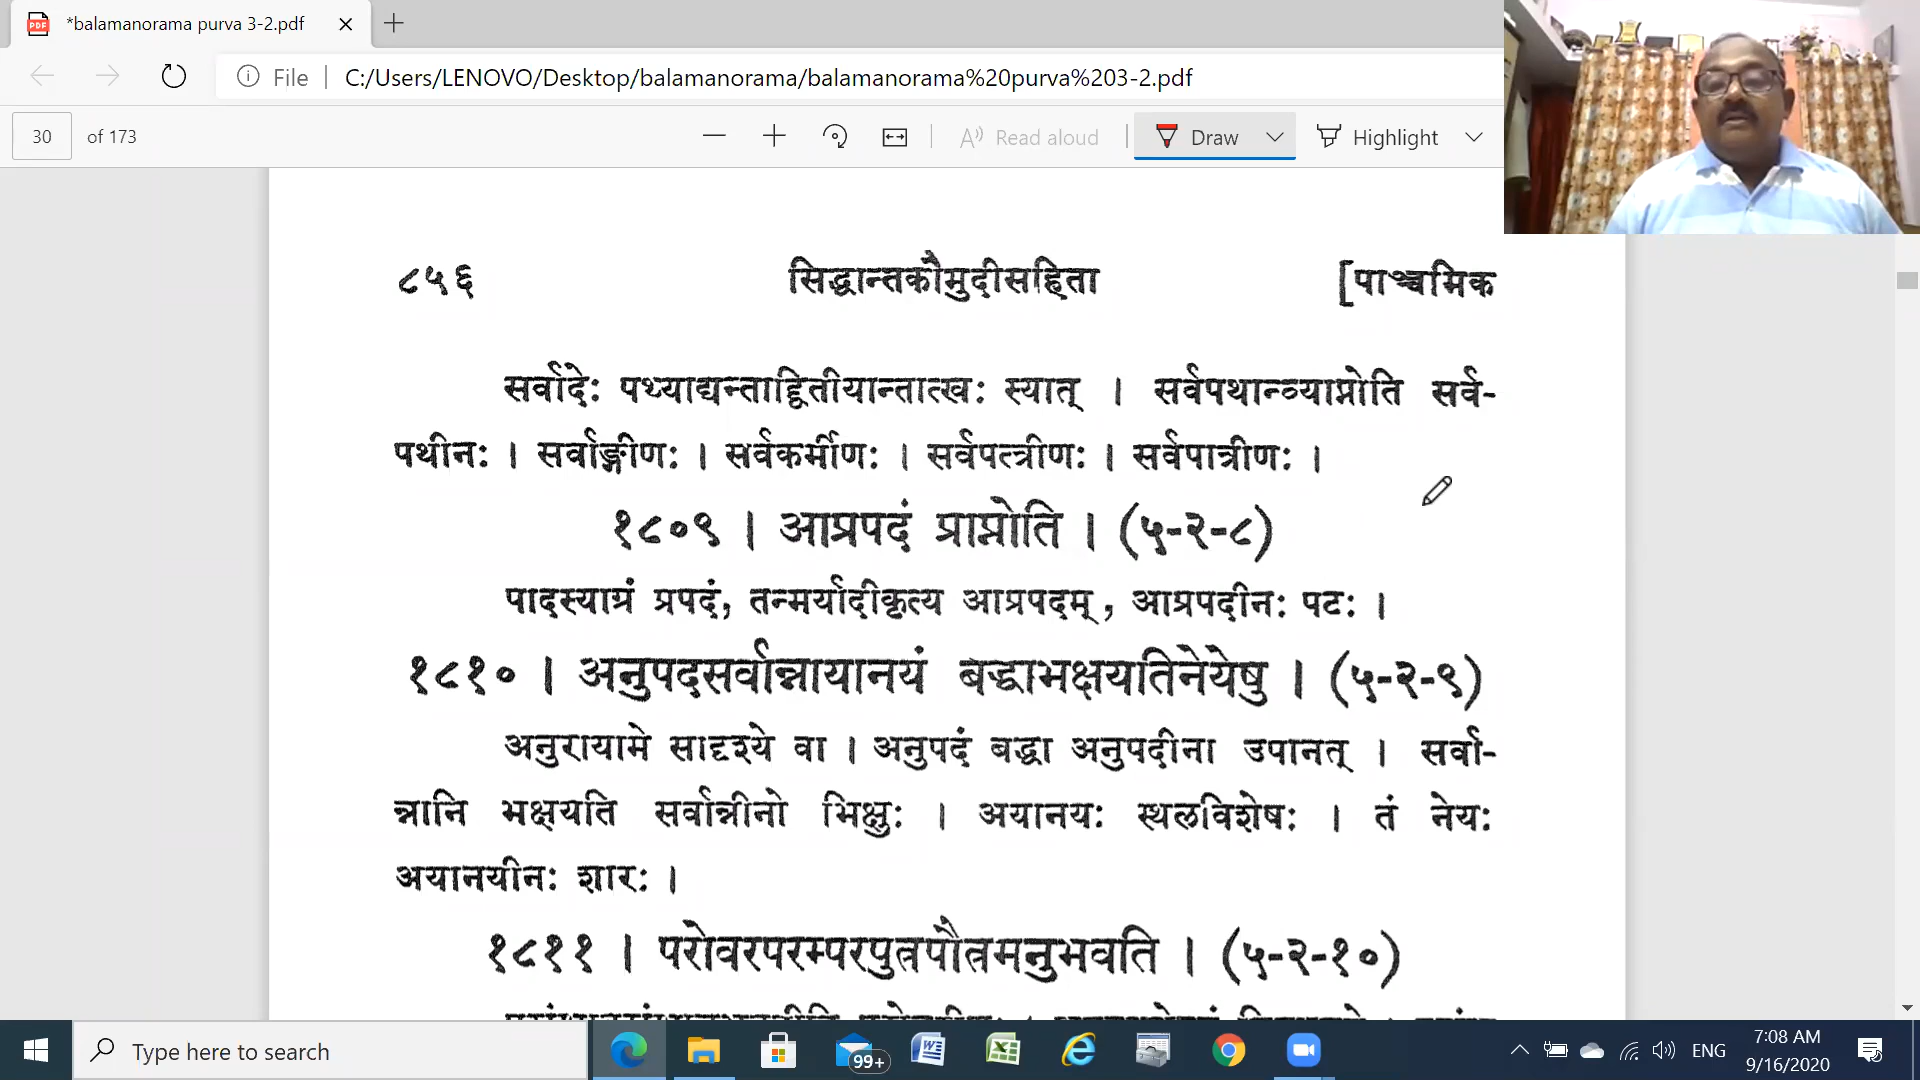 *balamanorama purva 3-2.pdf
File | C:/Users/LENOVO/Desktop/balamanorama/balamanorama%20purva%203-2.pdf
30 of 173 Read aloud Draw Highlight
८५६ सिद्धान्तकौमुदीसहिता [पाञ्चमिक
सर्वादेः पथ्याद्यन्ताद्द्वितीयान्तात्खः स्यात् । सर्वपथान्व्याप्नोति सर्व-
पथीनः । सर्वाङ्गीणः । सर्वकर्मीणः । सर्वपत्त्रीणः । सर्वपात्रीणः ।
१८०९ । आप्रपदं प्राप्नोति । (५-२-८)
पादस्याग्रं प्रपदं, तन्मर्यादीकृत्य आप्रपदम्, आप्रपदीनः पटः ।
१८१० । अनुपदसर्वान्नायानयं बद्धाभक्षयतिनेयेषु । (५-२-९)
अनुरायामे सादृश्ये वा । अनुपदं बद्धा अनुपदीना उपानत् । सर्वा-
न्नानि भक्षयति सर्वान्नीनो भिक्षुः । अयानयः स्थलविशेषः । तं नेयः
अयानयीनः शारः ।
१८११ । परोवरपरम्परपुत्रपौत्रमनुभवति । (५-२-१०)
Type here to search
99+
ENG
7:08 AM
9/16/2020